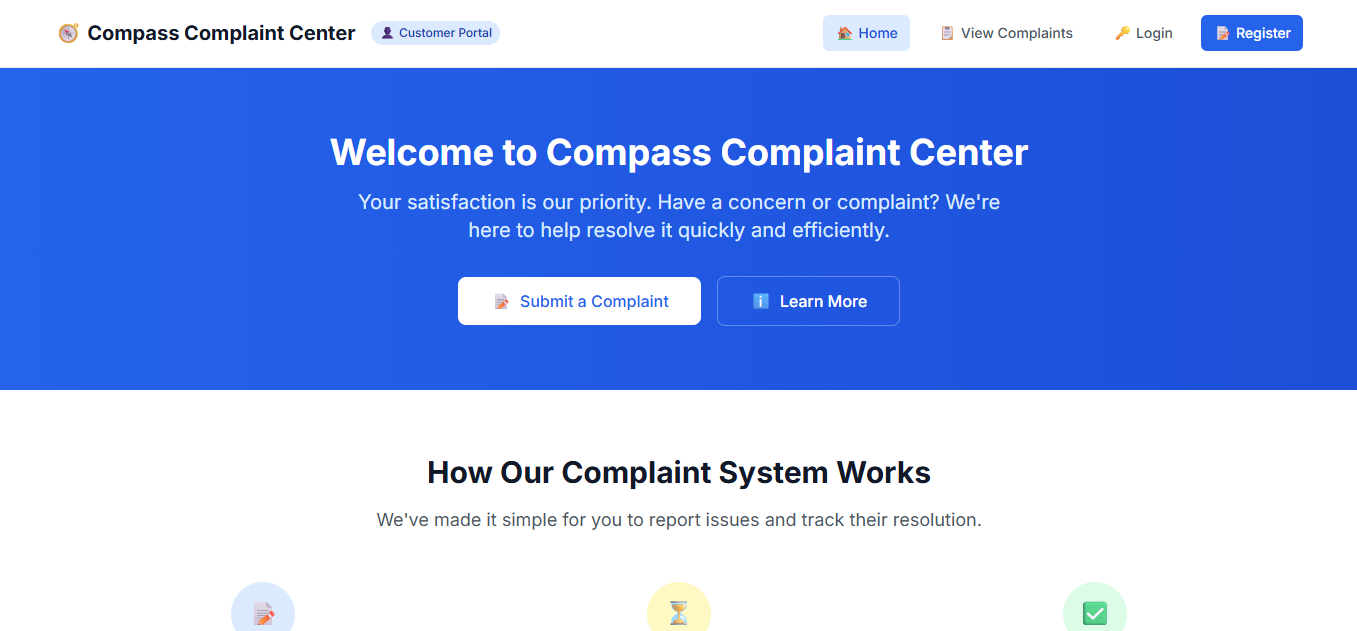 Compass Complaint Center
Customer Portal
Home
View Complaints
Login
Register
Welcome to Compass Complaint Center
Your satisfaction is our priority. Have a concern or complaint? We're
here to help resolve it quickly and efficiently.
Submit a Complaint
Learn More
How Our Complaint System Works
We've made it simple for you to report issues and track their resolution.